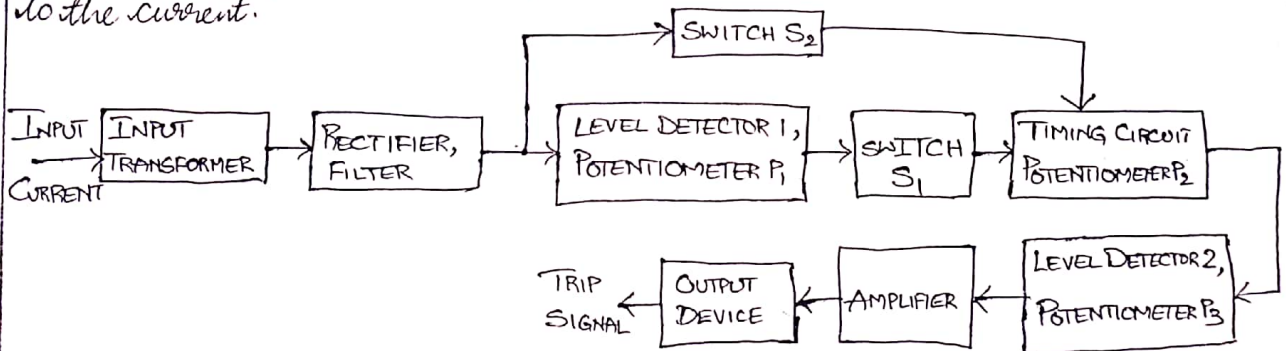 to the current.
SWITCH S2
INPUT
CURRENT
INPUT
TRANSFORMER
RECTIFIER,
FILTER
LEVEL DETECTOR 1,
POTENTIOMETER P1
SWITCH
S1
TIMING CIRCUIT
POTENTIOMETER P2
LEVEL DETECTOR 2,
POTENTIOMETER P3
AMPLIFIER
OUTPUT
DEVICE
TRIP
SIGNAL